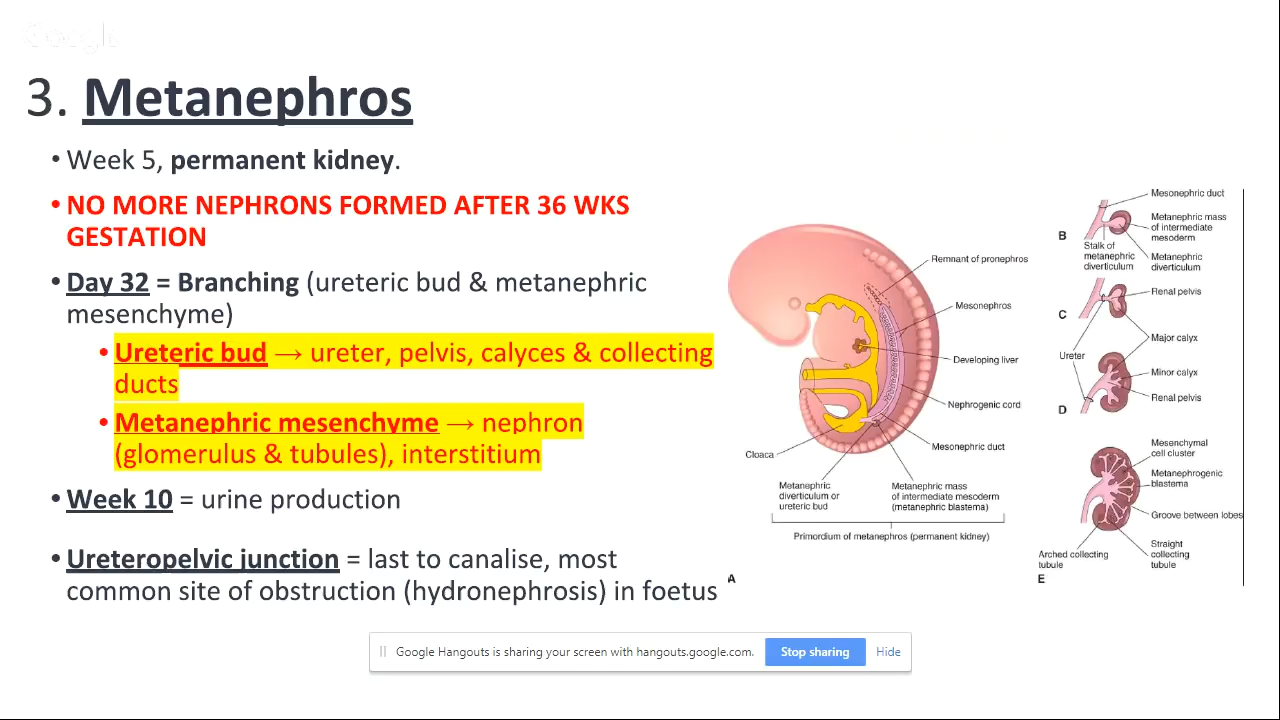 Google
3. Metanephros
• Week 5, permanent kidney.
• NO MORE NEPHRONS FORMED AFTER 36 WKS
GESTATION
• Day 32 = Branching (ureteric bud & metanephric
mesenchyme)
• Ureteric bud → ureter, pelvis, calyces & collecting
ducts
• Metanephric mesenchyme → nephron
(glomerulus & tubules), interstitium
• Week 10 = urine production
• Ureteropelvic junction = last to canalise, most
common site of obstruction (hydronephrosis) in foetus
Remnant of pronephros
Mesonephros
Developing liver
Nephrogenic cord
Mesonephric duct
Cloaca
Metanephric
diverticulum or
ureteric bud
Metanephric mass
of intermediate mesoderm
(metanephric blastema)
Primordium of metanephros (permanent kidney)
A
Mesonephric duct
Metanephric mass
of intermediate
mesoderm
Metanephric
diverticulum
Stalk of
metanephric
diverticulum
B
Renal pelvis
C
Major calyx
Ureter
Minor calyx
Renal pelvis
D
Mesenchymal
cell cluster
Metanephrogenic
blastema
Groove between lobes
Straight
collecting
tubule
Arched collecting
tubule
E
Google Hangouts is sharing your screen with hangouts.google.com.
Stop sharing
Hide